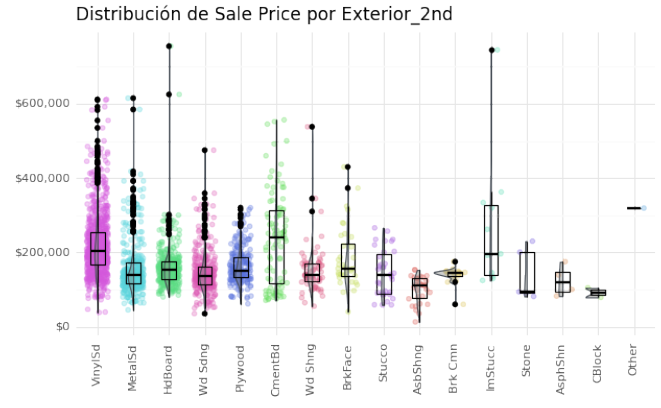 Distribución de Sale Price por Exterior_2nd
$600,000
$400,000
$200,000
$0
VinylSd
MetalSd
HdBoard
Wd Sdng
Plywood
CmentBd
Wd Shng
BrkFace
Stucco
AsbShng
Brk Cmn
ImStucc
Stone
AsphShn
CBlock
Other